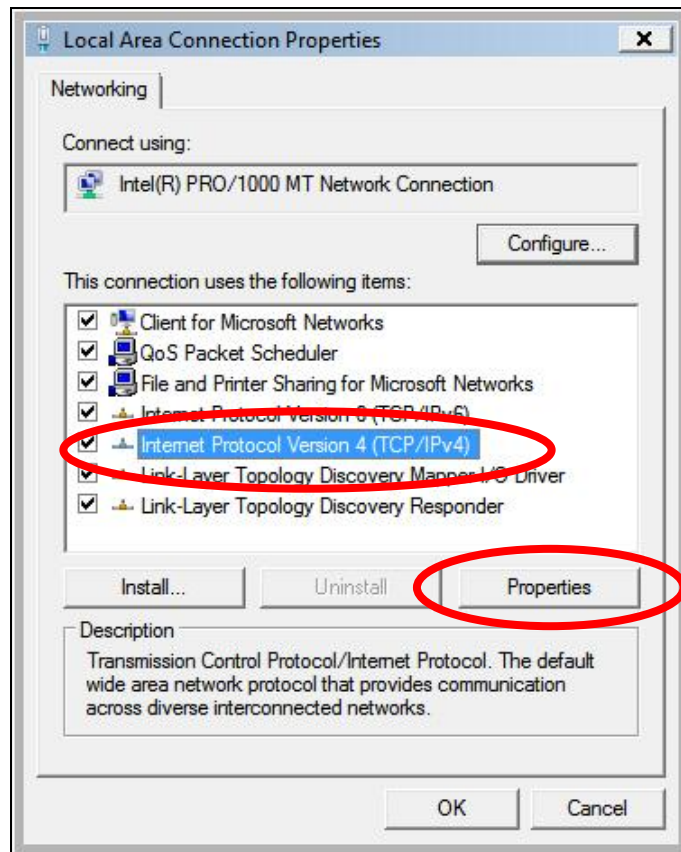 Local Area Connection Properties
Networking
Connect using:
Intel(R) PRO/1000 MT Network Connection
Configure...
This connection uses the following items:
Client for Microsoft Networks
QoS Packet Scheduler
File and Printer Sharing for Microsoft Networks
Internet Protocol Version 6 (TCP/IPv6)
Internet Protocol Version 4 (TCP/IPv4)
Link-Layer Topology Discovery Mapper I/O Driver
Link-Layer Topology Discovery Responder
Install...
Uninstall
Properties
Description
Transmission Control Protocol/Internet Protocol. The default
wide area network protocol that provides communication
across diverse interconnected networks.
OK
Cancel